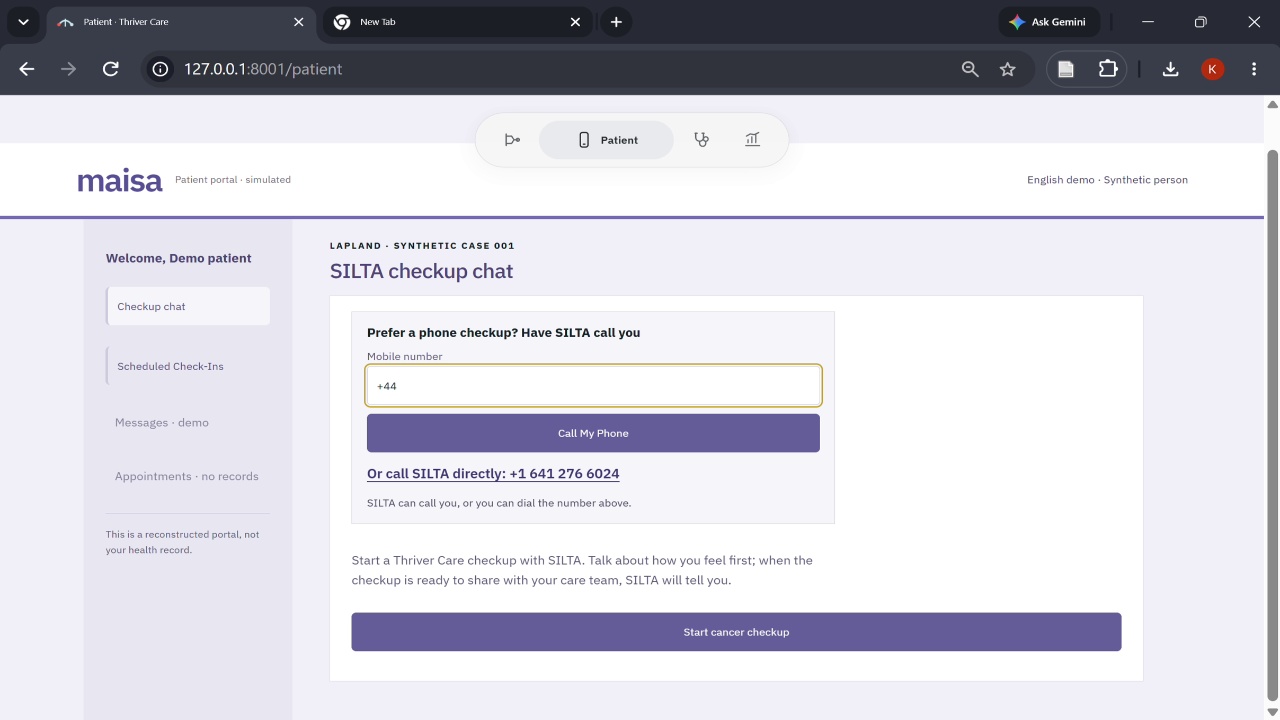 Patient · Thriver Care
New Tab
Ask Gemini
127.0.0.1:8001/patient
K
Patient
maisa
Patient portal · simulated
English demo · Synthetic person
Welcome, Demo patient
Checkup chat
Scheduled Check-Ins
Messages · demo
Appointments · no records
This is a reconstructed portal, not
your health record.
LAPLAND · SYNTHETIC CASE 001
SILTA checkup chat
Prefer a phone checkup? Have SILTA call you
Mobile number
+44
Call My Phone
Or call SILTA directly: +1 641 276 6024
SILTA can call you, or you can dial the number above.
Start a Thriver Care checkup with SILTA. Talk about how you feel first; when the
checkup is ready to share with your care team, SILTA will tell you.
Start cancer checkup